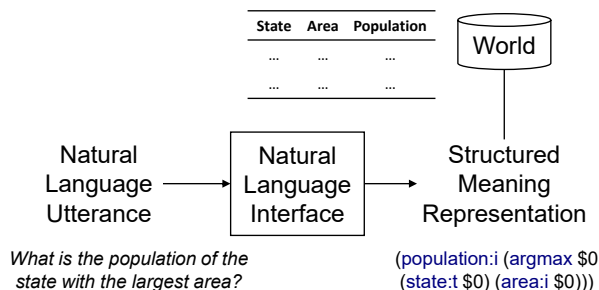 State Area Population
... ... ...
... ... ...
World
Natural
Language
Utterance
Natural
Language
Interface
Structured
Meaning
Representation
What is the population of the
state with the largest area?
(population:i (argmax $0
(state:t $0) (area:i $0)))